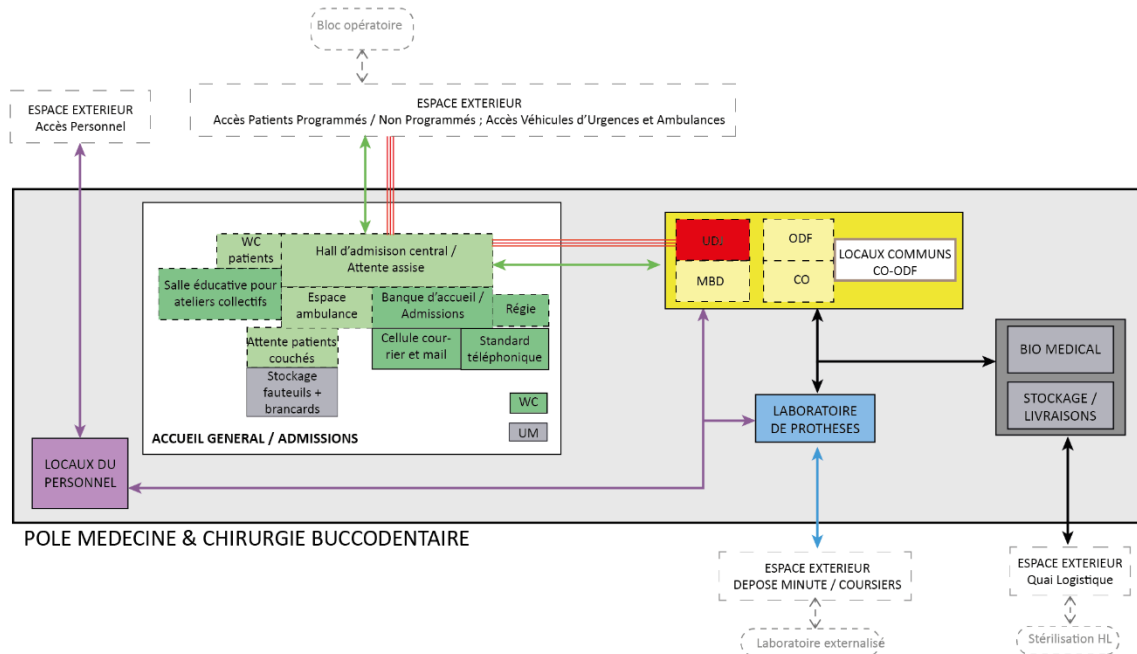 Bloc opératoire
ESPACE EXTERIEUR
Accès Personnel
ESPACE EXTERIEUR
Accès Patients Programmés / Non Programmés ; Accès Véhicules d'Urgences et Ambulances
WC
patients
Hall d'admisison central /
Attente assise
Salle éducative pour
ateliers collectifs
Espace
ambulance
Banque d'accueil /
Admissions
Régie
Attente patients
couchés
Cellule cour-
rier et mail
Standard
téléphonique
Stockage
fauteuils +
brancards
WC
UM
ACCUEIL GENERAL / ADMISSIONS
UDJ
ODF
MBD
CO
LOCAUX COMMUNS
CO-ODF
BIO MEDICAL
STOCKAGE /
LIVRAISONS
LABORATOIRE
DE PROTHESES
LOCAUX DU
PERSONNEL
POLE MEDECINE & CHIRURGIE BUCCODENTAIRE
ESPACE EXTERIEUR
DEPOSE MINUTE / COURSIERS
ESPACE EXTERIEUR
Quai Logistique
Laboratoire externalisé
Stérilisation HL